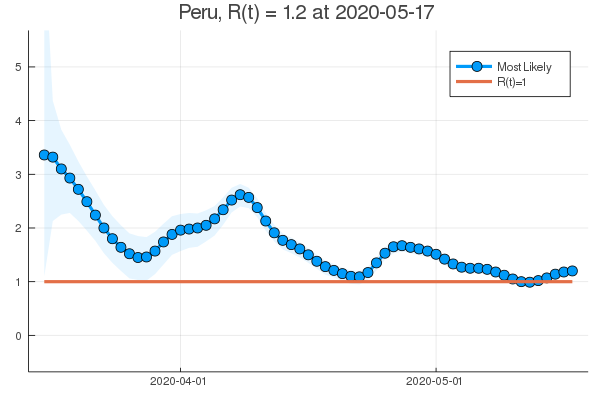 Peru, R(t) = 1.2 at 2020-05-17
5
4
3
2
1
0
Most Likely
R(t)=1
2020-04-01
2020-05-01